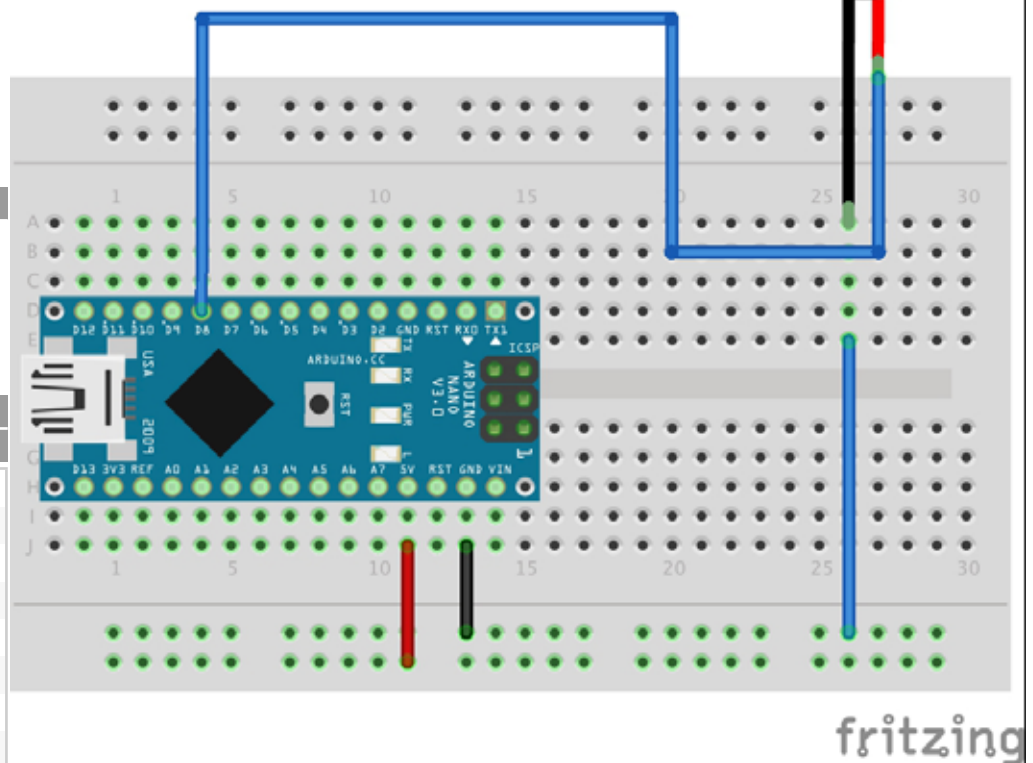 1 5 10 15 20 25 30
A
B
C
D
D12 D11 D10 D9 D8 D7 D6 D5 D4 D3 D2 GND RST RX0 TX1
E
TX
ICSP
USA
ARDUINO.CC
RX
ARDUINO
NANO
V3.0
RST
PWR
2009
L
1
G
D13 3V3 REF A0 A1 A2 A3 A4 A5 A6 A7 5V RST GND VIN
H
I
J
1 5 10 15 20 25 30
fritzing